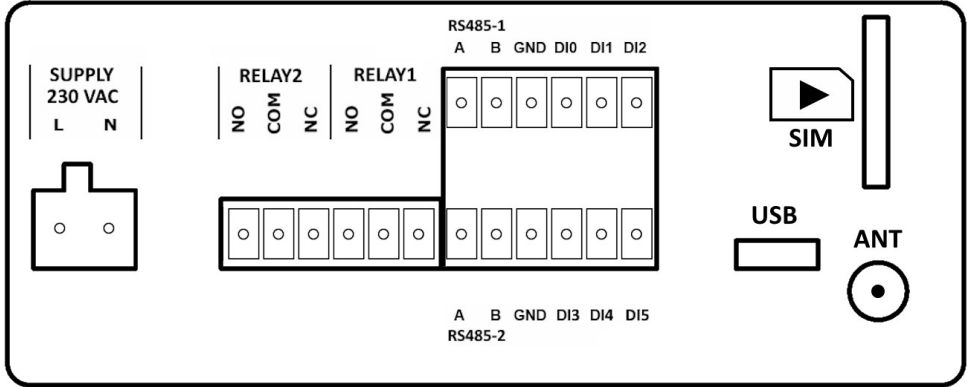 RS485-1
A B GND DI0 DI1 DI2
SUPPLY
230 VAC
L N
RELAY2 RELAY1
NO COM NC NO COM NC
SIM
USB
ANT
A B GND DI3 DI4 DI5
RS485-2